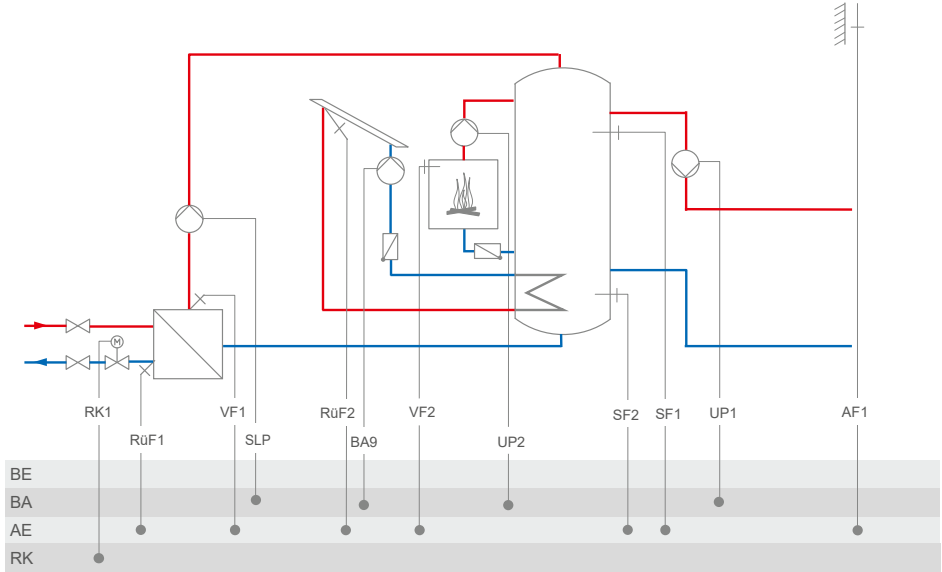 M
RK1
VF1
RüF2
VF2
SF2
SF1
UP1
AF1
RüF1
SLP
BA9
UP2
BE
BA
AE
RK